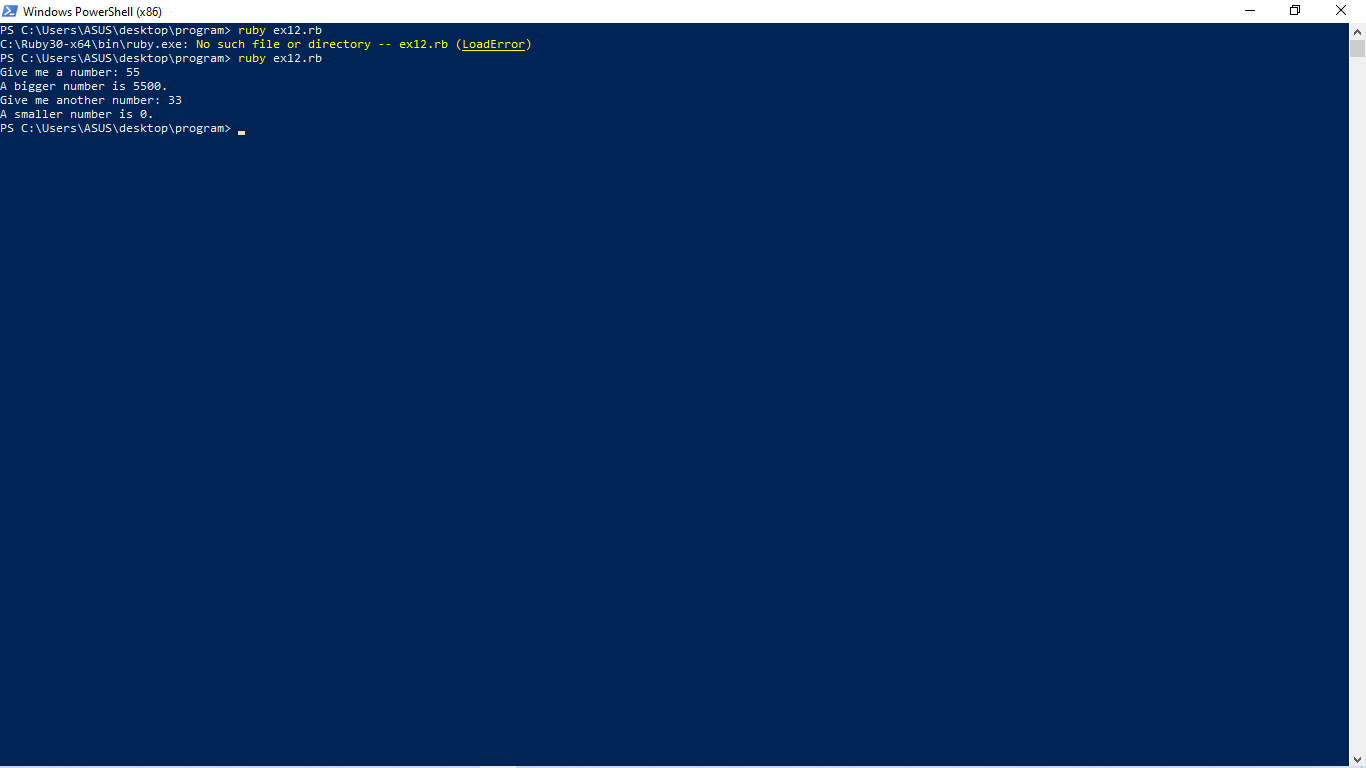 Windows PowerShell (x86)
PS C:\Users\ASUS\desktop\program> ruby ex12.rb
C:\Ruby30-x64\bin\ruby.exe: No such file or directory -- ex12.rb (LoadError)
PS C:\Users\ASUS\desktop\program> ruby ex12.rb
Give me a number: 55
A bigger number is 5500.
Give me another number: 33
A smaller number is 0.
PS C:\Users\ASUS\desktop\program>